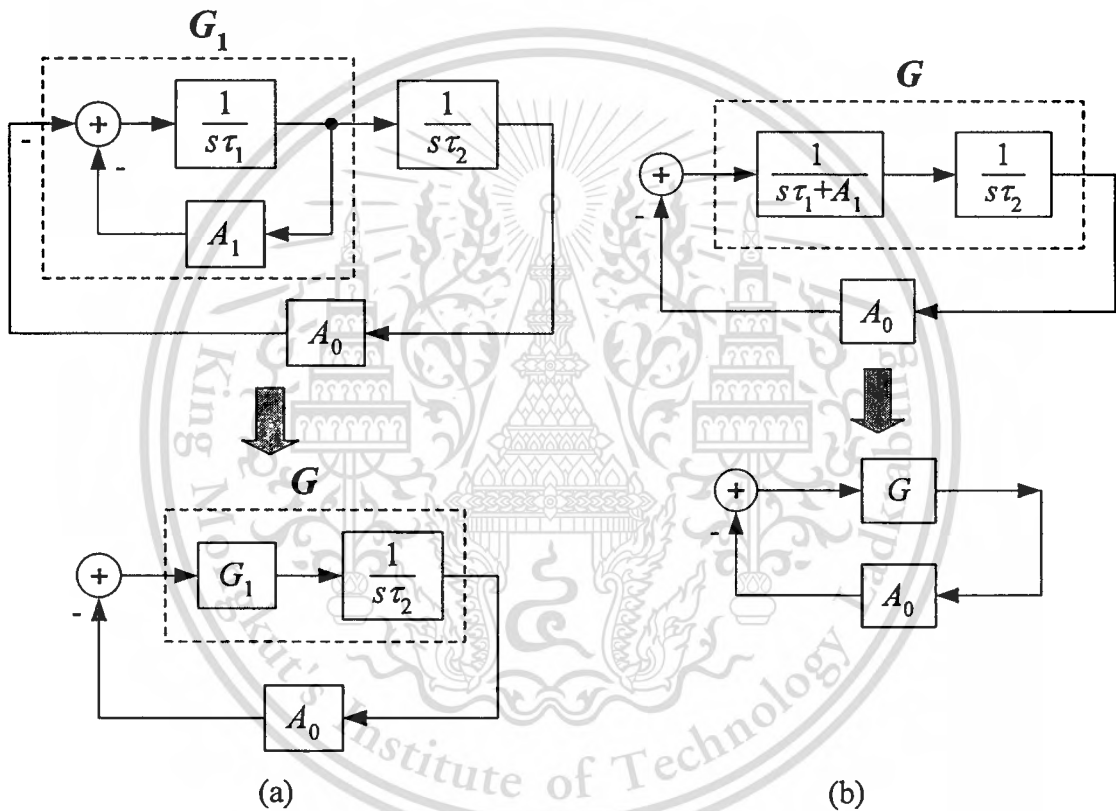 G₁
+
-
1/(sτ₁)
1/(sτ₂)
-
A₁
A₀
G
+
-
G₁
1/(sτ₂)
A₀
(a)
G
+
-
1/(sτ₁+A₁)
1/(sτ₂)
A₀
+
-
G
A₀
(b)
King Mongkut's Institute of Technology Ladkrabang